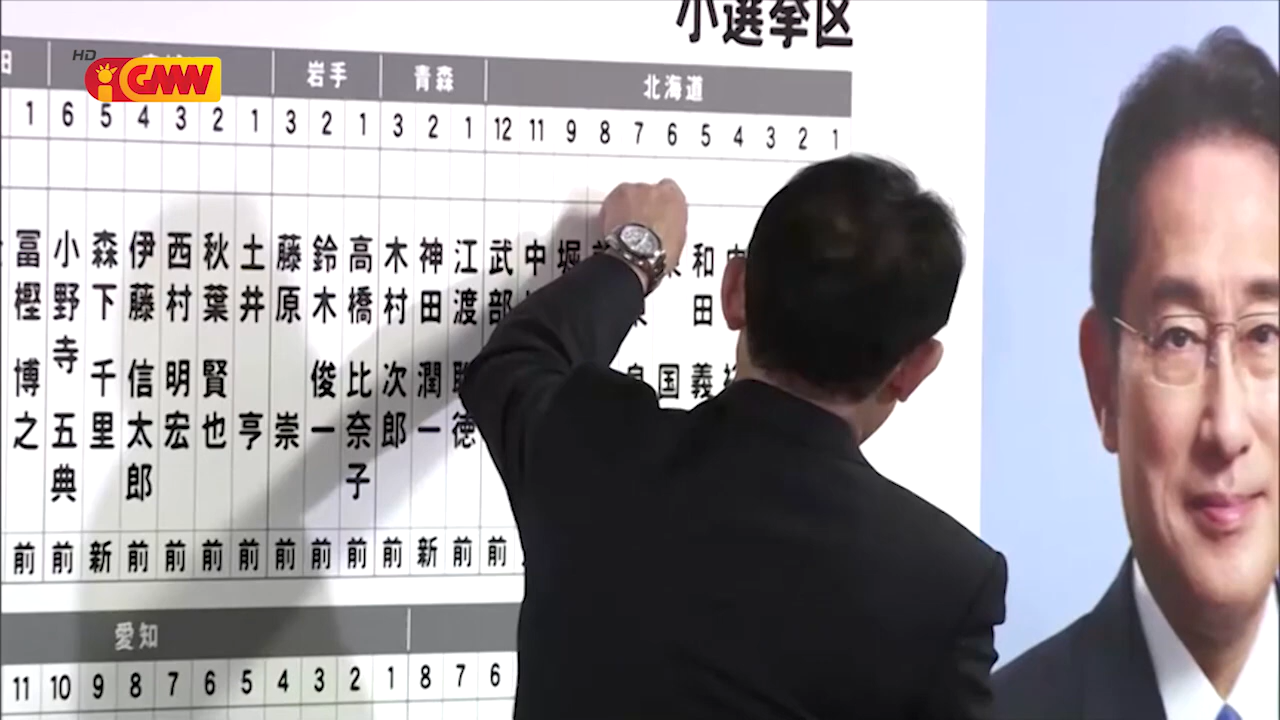 HD
iGMW
小選挙区
岩手 青森 北海道
1 6 5 4 3 2 1 3 2 1 3 2 1 12 11 9 8 7 6 5 4 3 2 1
和田義
国
堀
中
武部
江渡 徳
神田潤一
木村次郎
高橋比奈子
鈴木俊一
藤原崇
土井亨
秋葉賢也
西村明宏
伊藤信太郎
森下千里
小野寺五典
冨樫博之
前 前 新 前 前 前 前 前 前 前 前 新 前 前
愛知
11 10 9 8 7 6 5 4 3 2 1 8 7 6